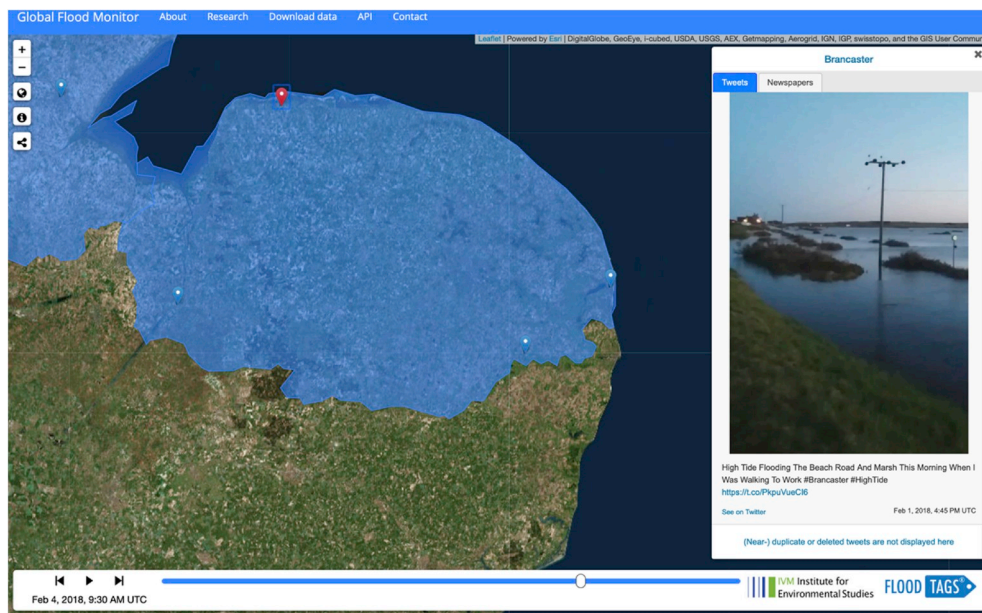 Global Flood Monitor About Research Download data API Contact
Leaflet | Powered by Esri | DigitalGlobe, GeoEye, i-cubed, USDA, USGS, AEX, Getmapping, Aerogrid, IGN, IGP, swisstopo, and the GIS User Commun
+
−
Brancaster
Tweets Newspapers
High Tide Flooding The Beach Road And Marsh This Morning When I
Was Walking To Work #Brancaster #HighTide
https://t.co/PkpuVueCI6
See on Twitter Feb 1, 2018, 4:45 PM UTC
(Near-) duplicate or deleted tweets are not displayed here
Feb 4, 2018, 9:30 AM UTC
IVM Institute for
Environmental Studies
FLOOD TAGS